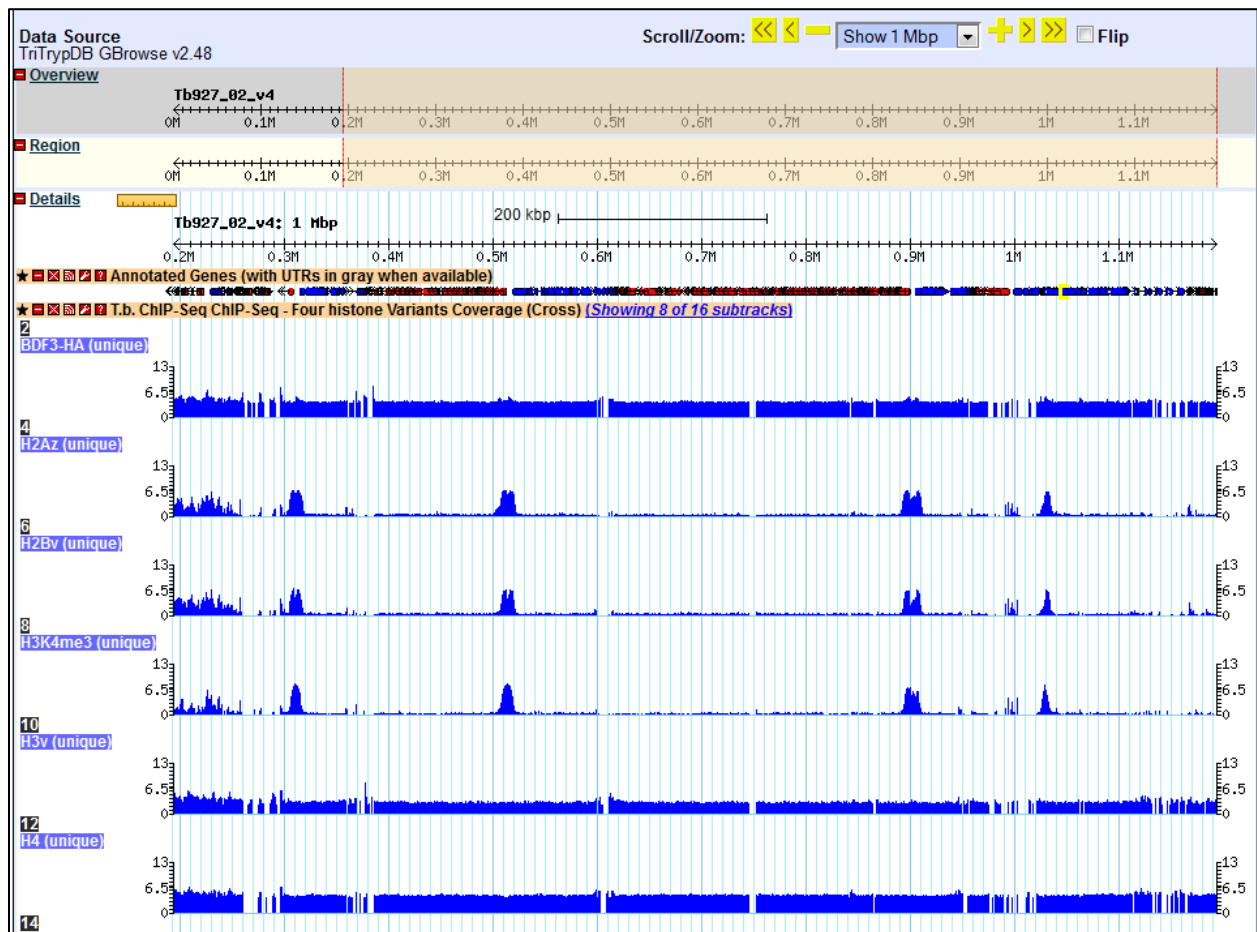 Data Source
TriTrypDB GBrowse v2.48
Scroll/Zoom: << < Show 1 Mbp > >> Flip
Overview
Tb927_02_v4
0M 0.1M 0.2M 0.3M 0.4M 0.5M 0.6M 0.7M 0.8M 0.9M 1M 1.1M
Region
0M 0.1M 0.2M 0.3M 0.4M 0.5M 0.6M 0.7M 0.8M 0.9M 1M 1.1M
Details
200 kbp
Tb927_02_v4: 1 Mbp
0.2M 0.3M 0.4M 0.5M 0.6M 0.7M 0.8M 0.9M 1M 1.1M
Annotated Genes (with UTRs in gray when available)
T.b. ChIP-Seq ChIP-Seq - Four histone Variants Coverage (Cross) (Showing 8 of 16 subtracks)
2
BDF3-HA (unique)
13 13
6.5 6.5
0 0
4
H2Az (unique)
13 13
6.5 6.5
0 0
6
H2Bv (unique)
13 13
6.5 6.5
0 0
8
H3K4me3 (unique)
13 13
6.5 6.5
0 0
10
H3v (unique)
13 13
6.5 6.5
0 0
12
H4 (unique)
13 13
6.5 6.5
0 0
14